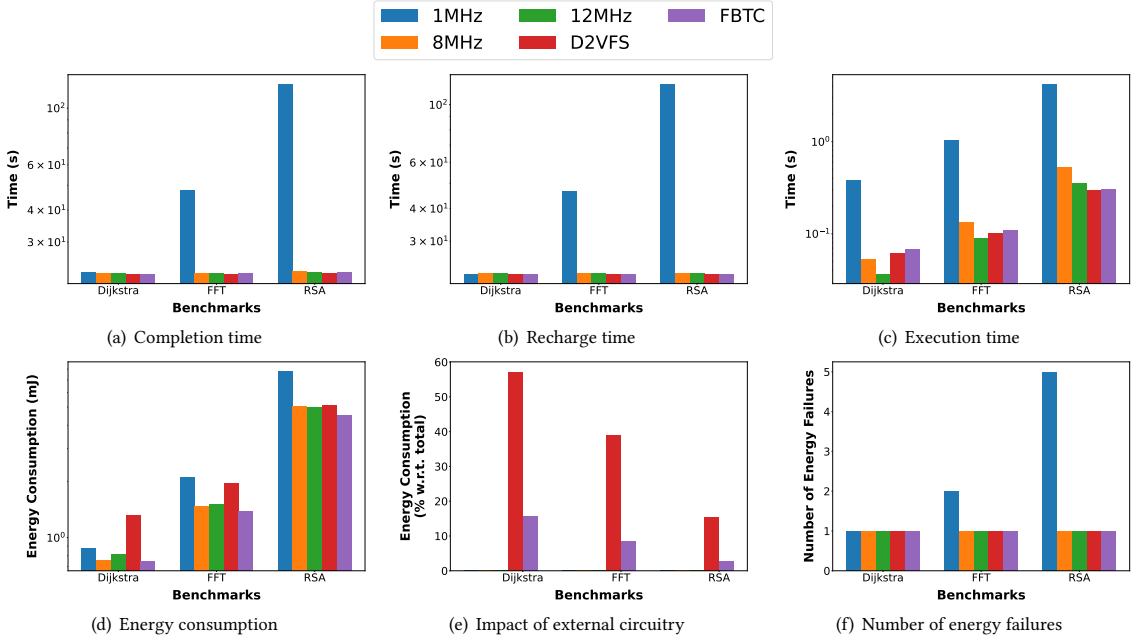 1MHz 12MHz FBTC
8MHz D2VFS
Time (s)
10²
6 × 10¹
4 × 10¹
3 × 10¹
Dijkstra FFT RSA
Benchmarks
(a) Completion time
Time (s)
10²
6 × 10¹
4 × 10¹
3 × 10¹
Dijkstra FFT RSA
Benchmarks
(b) Recharge time
Time (s)
10⁰
10⁻¹
Dijkstra FFT RSA
Benchmarks
(c) Execution time
Energy Consumption (mJ)
10⁰
Dijkstra FFT RSA
Benchmarks
(d) Energy consumption
Energy Consumption
(% w.r.t. total)
60
50
40
30
20
10
0
Dijkstra FFT RSA
Benchmarks
(e) Impact of external circuitry
Number of Energy Failures
5
4
3
2
1
0
Dijkstra FFT RSA
Benchmarks
(f) Number of energy failures